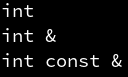 int
int &
int const &